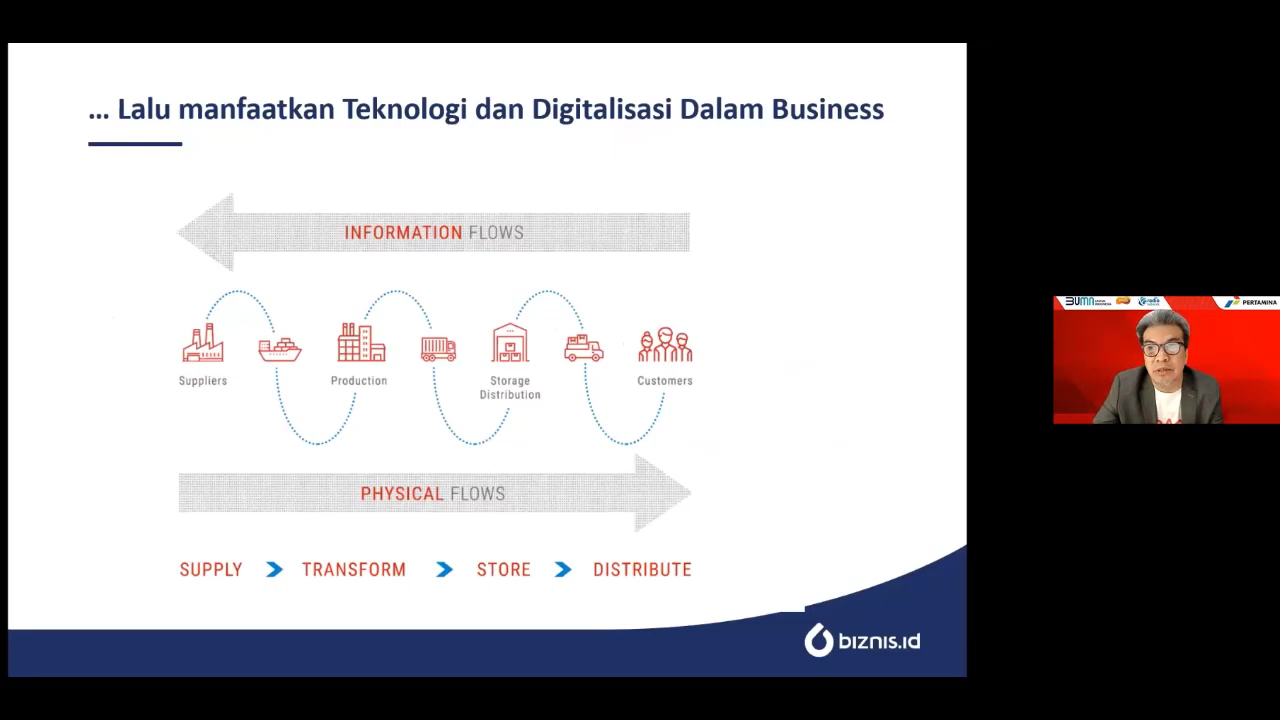 ... Lalu manfaatkan Teknologi dan Digitalisasi Dalam Business
INFORMATION FLOWS
Suppliers
Production
Storage
Distribution
Customers
PHYSICAL FLOWS
SUPPLY
TRANSFORM
STORE
DISTRIBUTE
biznis.id
BUMN
PERTAMINA